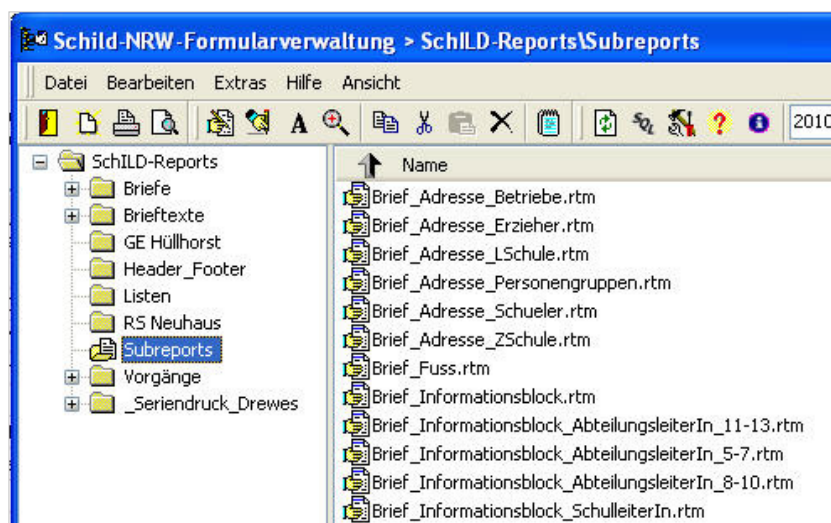 Schild-NRW-Formularverwaltung > SchILD-Reports\Subreports
Datei Bearbeiten Extras Hilfe Ansicht
A SQL ? 2010
SchILD-Reports
Briefe
Brieftexte
GE Hüllhorst
Header_Footer
Listen
RS Neuhaus
Subreports
Vorgänge
_Seriendruck_Drewes
Name
Brief_Adresse_Betriebe.rtm
Brief_Adresse_Erzieher.rtm
Brief_Adresse_LSchule.rtm
Brief_Adresse_Personengruppen.rtm
Brief_Adresse_Schueler.rtm
Brief_Adresse_ZSchule.rtm
Brief_Fuss.rtm
Brief_Informationsblock.rtm
Brief_Informationsblock_AbteilungsleiterIn_11-13.rtm
Brief_Informationsblock_AbteilungsleiterIn_5-7.rtm
Brief_Informationsblock_AbteilungsleiterIn_8-10.rtm
Brief_Informationsblock_SchulleiterIn.rtm